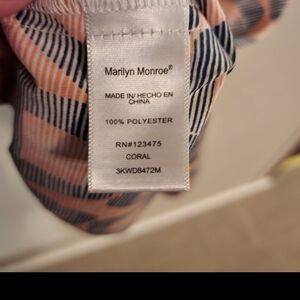 Marilyn Monroe®
MADE IN/ HECHO EN
CHINA
100% POLYESTER
RN#123475
CORAL
3KWD8472M